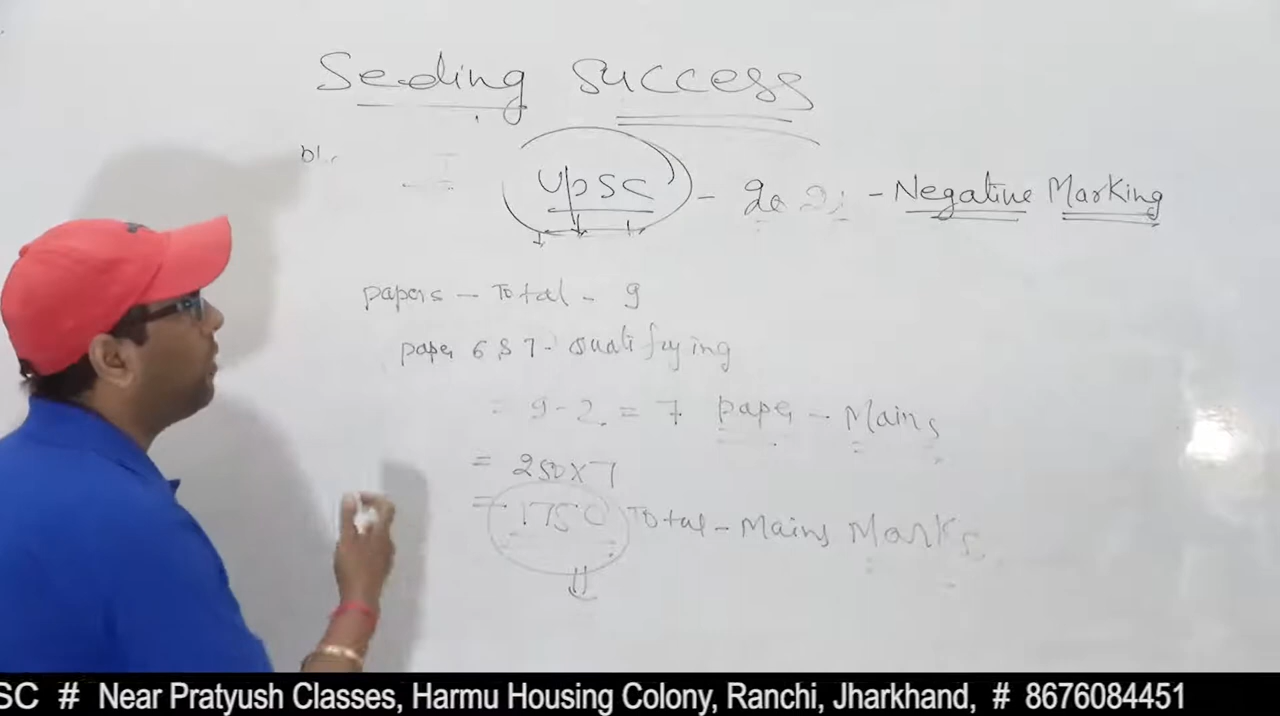 Seeding Success
UPSC - 202 - Negative Marking
Papers - Total - 9
Paper 6 & 7 - Qualifying
= 9-2 = 7 Paper - Mains
= 250x7
= 1750 Total - Mains Marks
SC # Near Pratyush Classes, Harmu Housing Colony, Ranchi, Jharkhand, # 8676084451